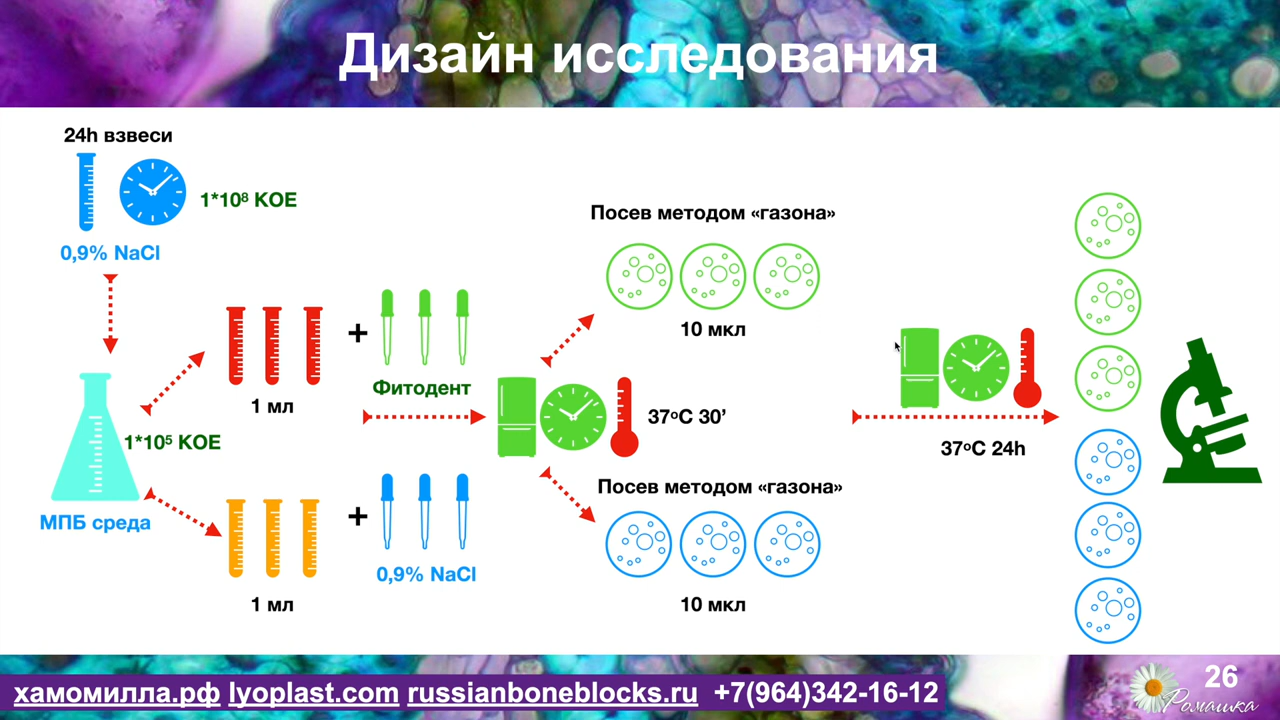 Дизайн исследования
24h взвеси
1*10⁸ КОЕ
0,9% NaCl
Посев методом «газона»
10 мкл
+
Фитодент
1 мл
1*10⁵ КОЕ
МПБ среда
37ᵒC 30’
37ᵒC 24h
Посев методом «газона»
+
0,9% NaCl
1 мл
10 мкл
хамомилла.рф lyoplast.com russianboneblocks.ru +7(964)342-16-12
26
Ромашка